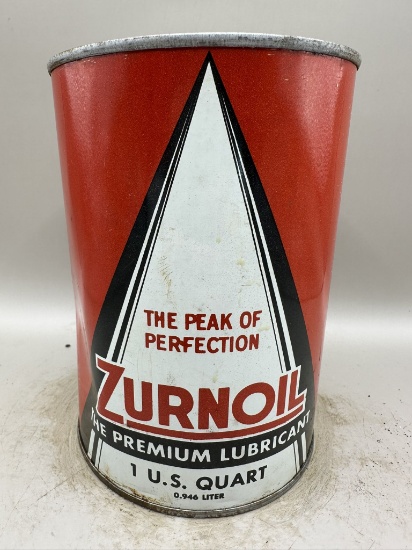 THE PEAK OF
PERFECTION
ZURNOIL
THE PREMIUM LUBRICANT
1 U.S. QUART
0.946 LITER